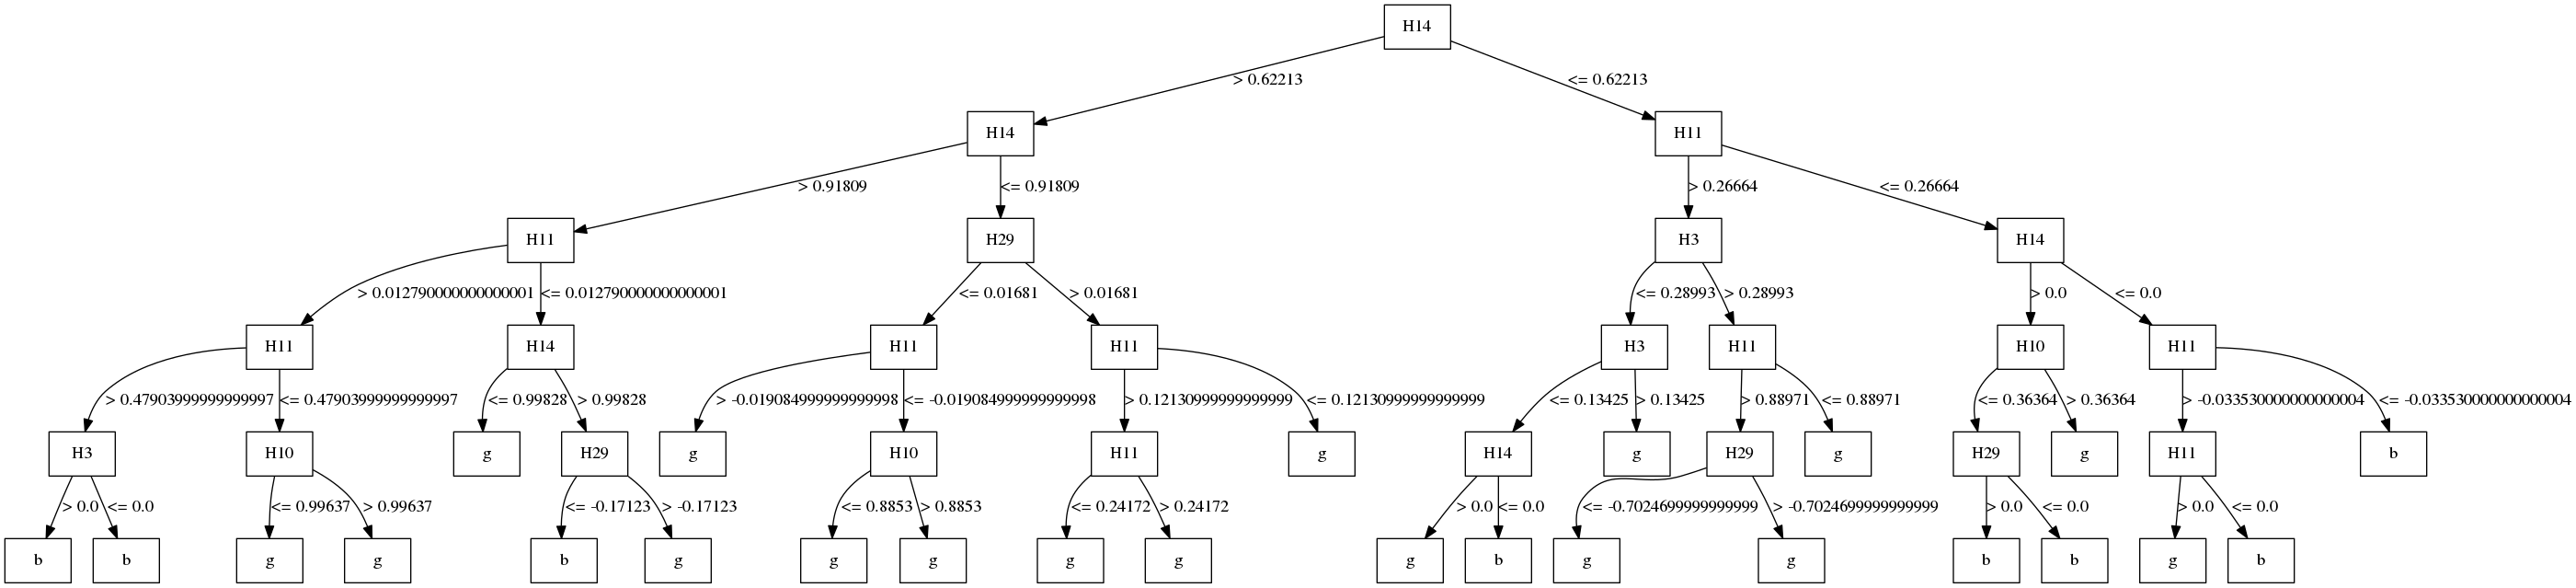 H14
> 0.62213 <= 0.62213
H14 H11
> 0.91809 <= 0.91809 > 0.26664 <= 0.26664
H11 H29 H3 H14
> 0.012790000000000001 <= 0.012790000000000001 <= 0.01681 > 0.01681 <= 0.28993 > 0.28993 > 0.0 <= 0.0
H11 H14 H11 H11 H3 H11 H10 H11
> 0.47903999999999997 <= 0.47903999999999997 <= 0.99828 > 0.99828 > -0.019084999999999998 <= -0.019084999999999998 > 0.12130999999999999 <= 0.12130999999999999 <= 0.13425 > 0.13425 > 0.88971 <= 0.88971 <= 0.36364 > 0.36364 > -0.033530000000000004 <= -0.033530000000000004
H3 H10 g H29 g H10 H11 g H14 g H29 g H29 g H11 b
> 0.0 <= 0.0 <= 0.99637 > 0.99637 <= -0.17123 > -0.17123 <= 0.8853 > 0.8853 <= 0.24172 > 0.24172 > 0.0 <= 0.0 <= -0.7024699999999999 > -0.7024699999999999 > 0.0 <= 0.0 > 0.0 <= 0.0
b b g g b g g g g g g b g g b b g b